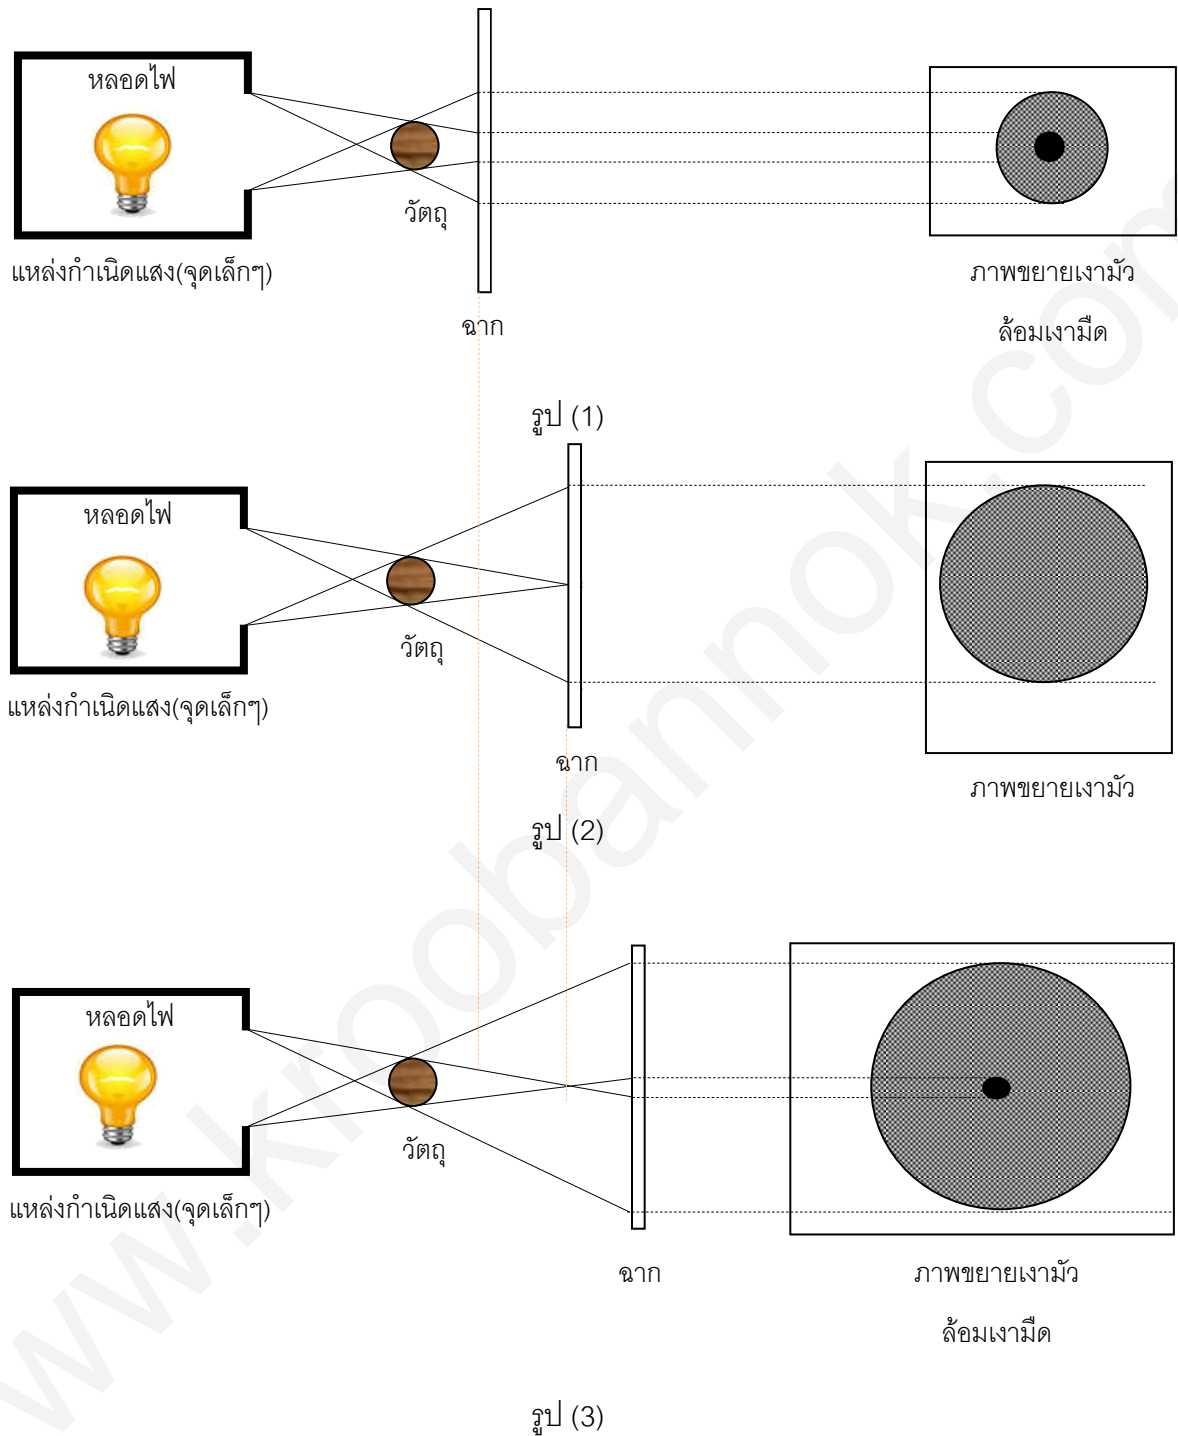 หลอดไฟ
วัตถุ
แหล่งกำเนิดแสง(จุดเล็กๆ)
ฉาก
ภาพขยายเงามัว
ล้อมเงามืด
รูป (1)
หลอดไฟ
วัตถุ
แหล่งกำเนิดแสง(จุดเล็กๆ)
ฉาก
ภาพขยายเงามัว
รูป (2)
หลอดไฟ
วัตถุ
แหล่งกำเนิดแสง(จุดเล็กๆ)
ฉาก
ภาพขยายเงามัว
ล้อมเงามืด
รูป (3)
www.kroobannok.com